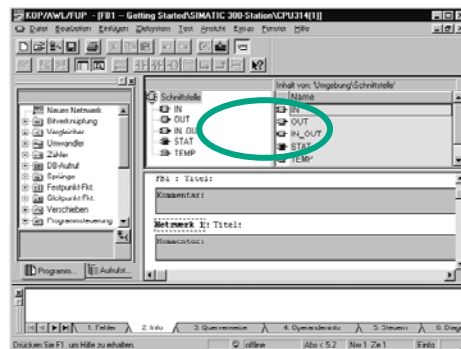 KOP/AWL/FUP - [FB1 -- Getting Started\SIMATIC 300-Station\CPU314(1)]
Datei Bearbeiten Einfügen Zielsystem Test Ansicht Extras Fenster Hilfe
Neues Netzwerk
Bitverknüpfung
Vergleicher
Umwandler
Zähler
DB-Aufruf
Sprünge
Festpunkt-Fkt.
Gleitpunkt-Fkt.
Verschieben
Programmsteuerung
Programm...
Aufrufst...
Schnittstelle
IN
OUT
IN_OU
STAT
TEMP
Inhalt von: 'Umgebung\Schnittstelle'
Name
IN
OUT
IN_OUT
STAT
TEMP
FB1 : Titel:
Kommentar:
Netzwerk 1: Titel:
Kommentar:
1: Fehler
2: Info
3: Querverweise
4: Operandeninfo
5: Steuern
6: Diag
Drücken Sie F1, um Hilfe zu erhalten.
offline
Abs < 5.2
Nw 1 Ze 1
Einfg